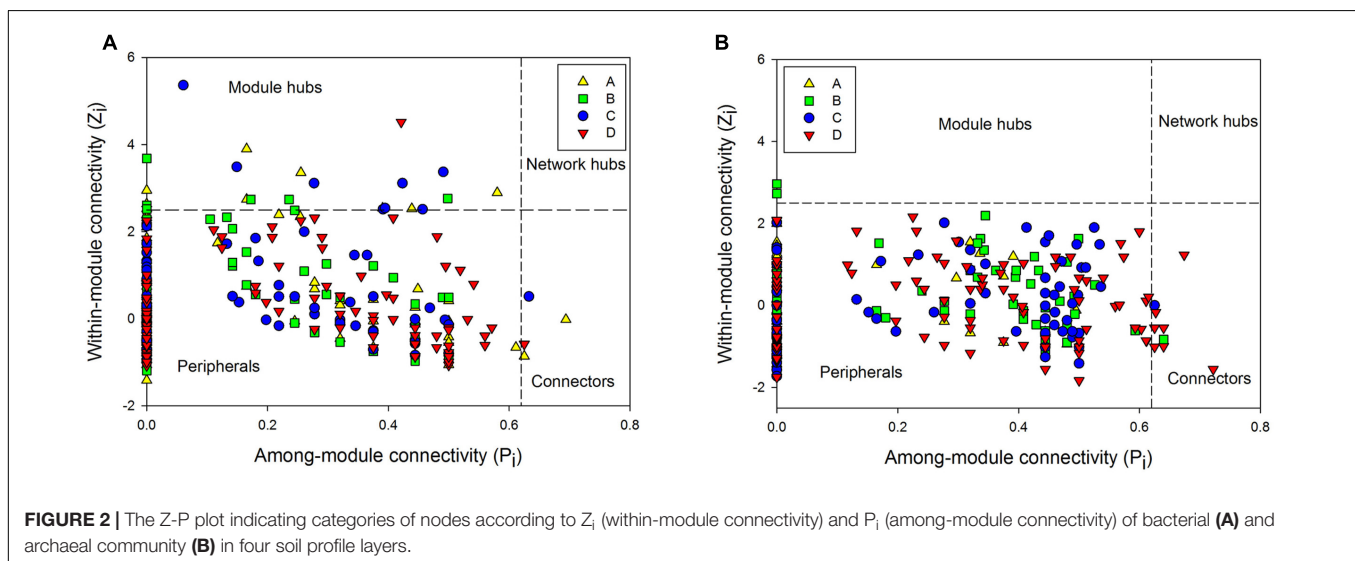 A
6
4
2
0
-2
Within-module connectivity (Zi)
Module hubs
A
B
C
D
Network hubs
Peripherals
Connectors
0.0 0.2 0.4 0.6 0.8
Among-module connectivity (Pi)
B
6
4
2
0
-2
Within-module connectivity (Zi)
A
B
C
D
Module hubs
Network hubs
Peripherals
Connectors
0.0 0.2 0.4 0.6 0.8
Among-module connectivity (Pi)
FIGURE 2 | The Z-P plot indicating categories of nodes according to Zi (within-module connectivity) and Pi (among-module connectivity) of bacterial (A) and
archaeal community (B) in four soil profile layers.